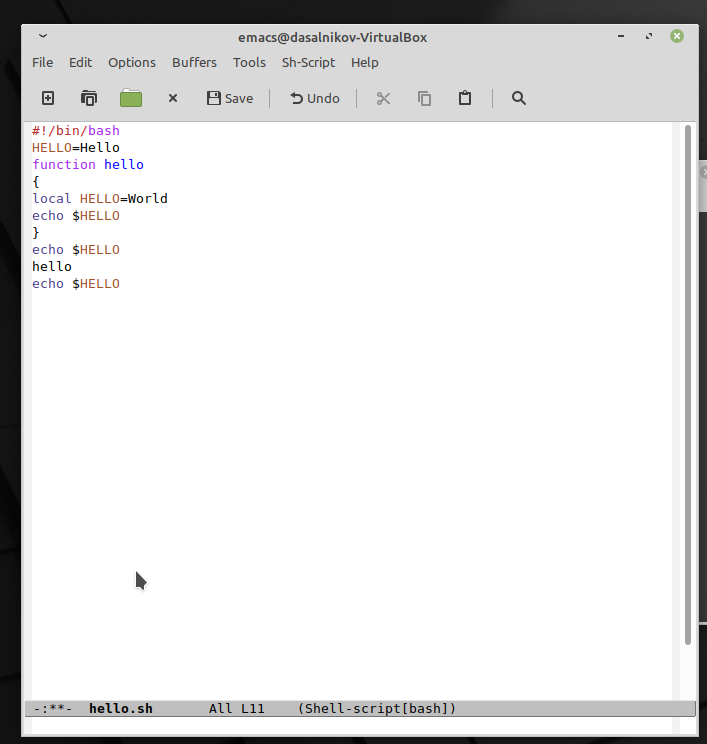 emacs@dasalnikov-VirtualBox
File Edit Options Buffers Tools Sh-Script Help
Save Undo
#!/bin/bash
HELLO=Hello
function hello
{
local HELLO=World
echo $HELLO
}
echo $HELLO
hello
echo $HELLO
-:**- hello.sh All L11 (Shell-script[bash])